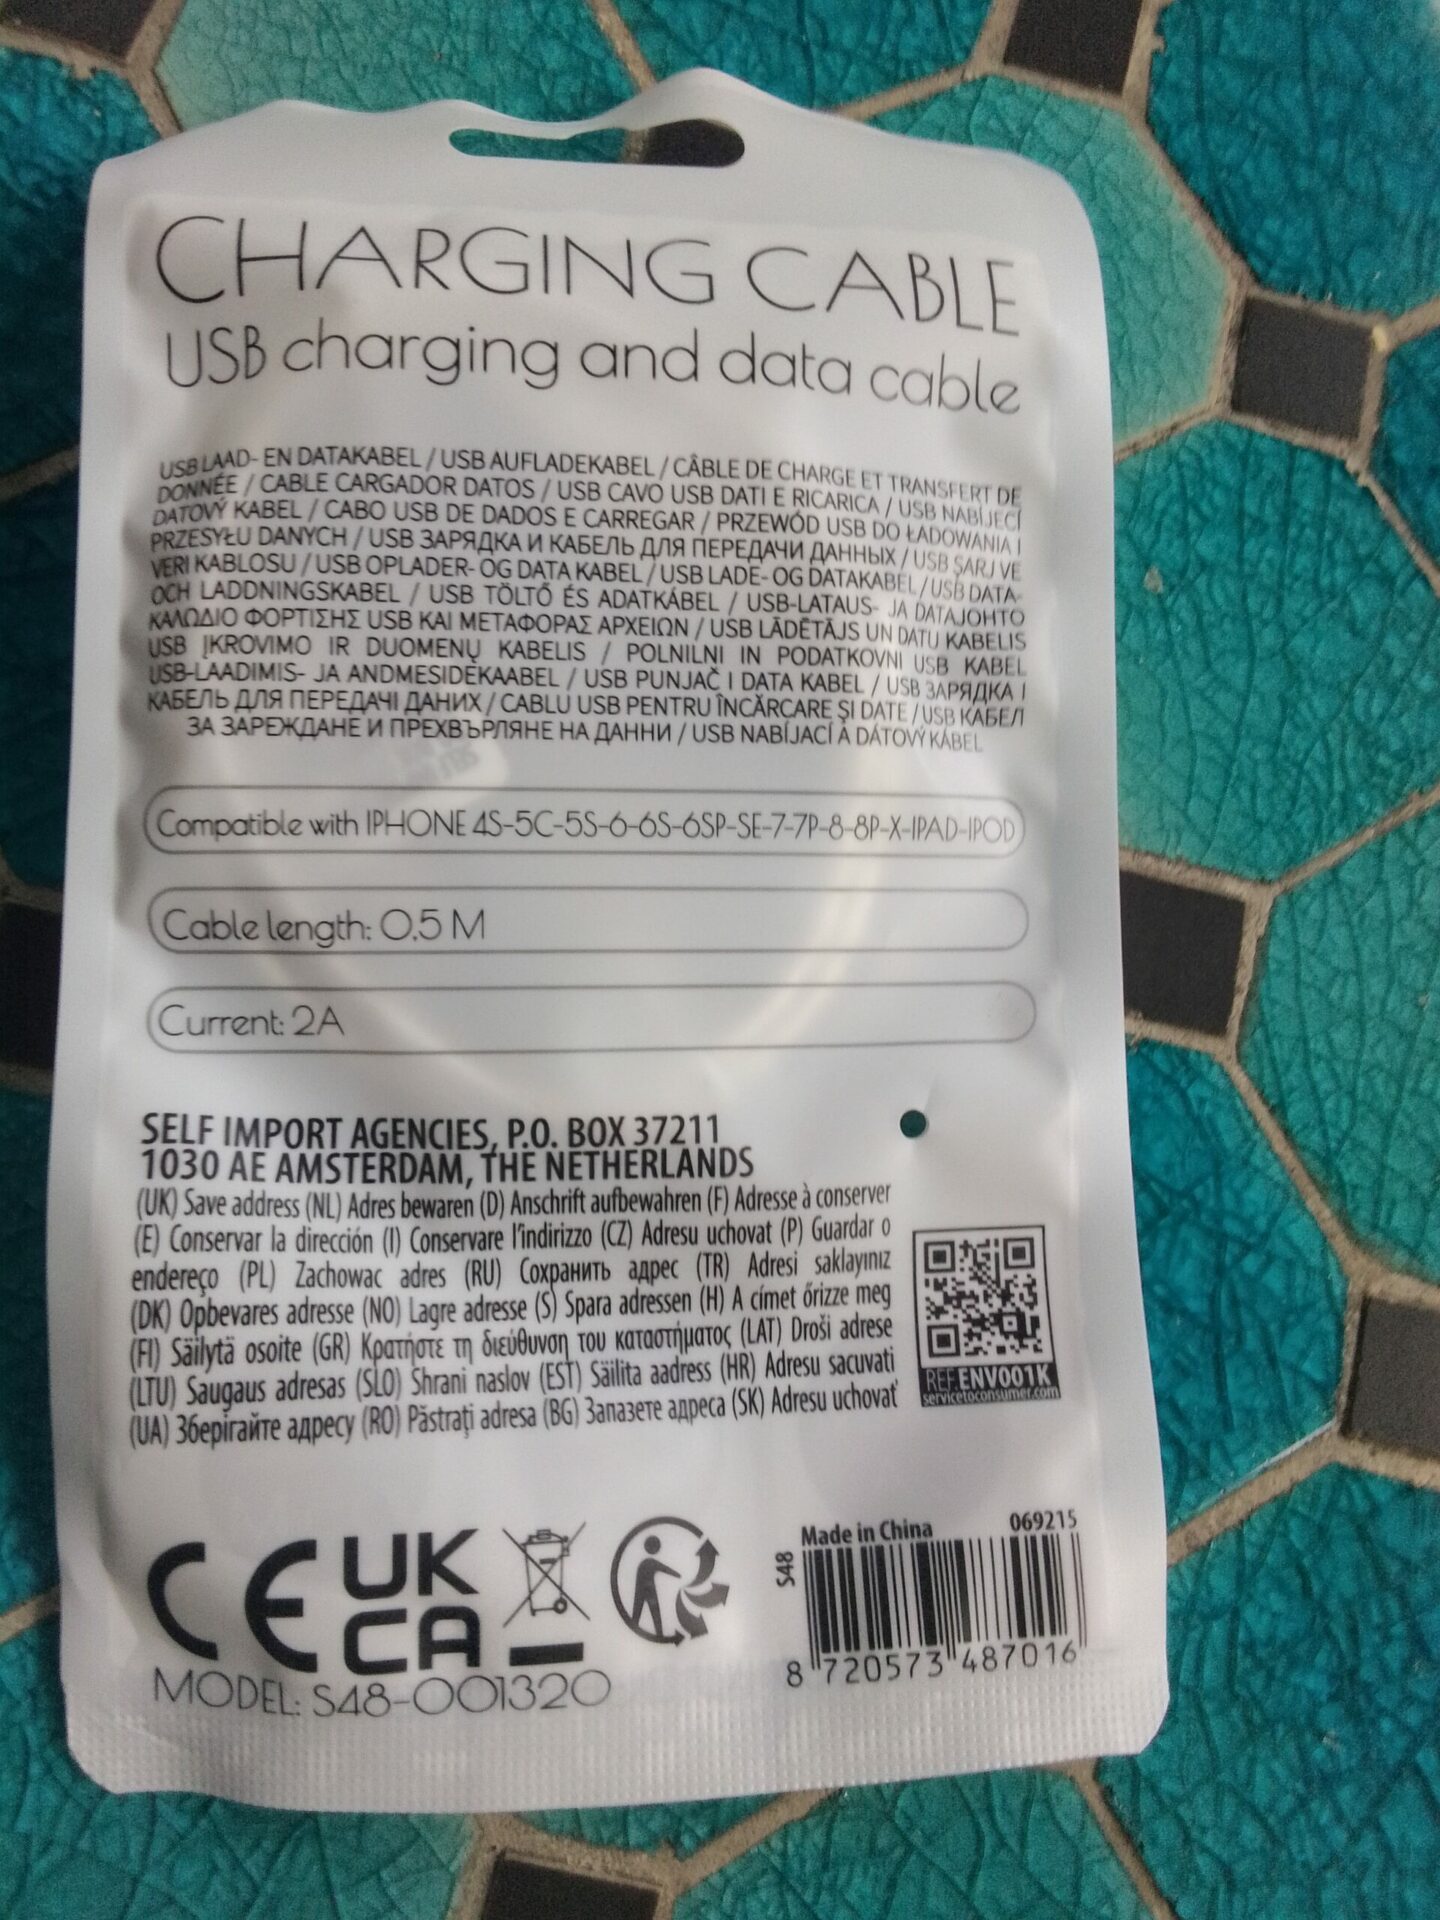 CHARGING CABLE
USB charging and data cable
USB LAAD- EN DATAKABEL / USB AUFLADEKABEL / CÂBLE DE CHARGE ET TRANSFERT DE
DONNÉE / CABLE CARGADOR DATOS / USB CAVO USB DATI E RICARICA / USB NABÍJECÍ
DATOVÝ KABEL / CABO USB DE DADOS E CARREGAR / PRZEWÓD USB DO ŁADOWANIA I
PRZESYŁU DANYCH / USB ЗАРЯДКА И КАБЕЛЬ ДЛЯ ПЕРЕДАЧИ ДАННЫХ / USB ŞARJ VE
VERI KABLOSU / USB OPLADER- OG DATA KABEL / USB LADE- OG DATAKABEL / USB DATA-
OCH LADDNINGSKABEL / USB TÖLTŐ ÉS ADATKÁBEL / USB-LATAUS- JA DATAJOHTO
ΚΑΛΩΔΙΟ ΦΟΡΤΙΣΗΣ USB ΚΑΙ ΜΕΤΑΦΟΡΑΣ ΑΡΧΕΙΩΝ / USB LĀDĒTĀJS UN DATU KABELIS
USB ĮKROVIMO IR DUOMENŲ KABELIS / POLNILNI IN PODATKOVNI USB KABEL
USB-LAADIMIS- JA ANDMESIDEKAABEL / USB PUNJAČ I DATA KABEL / USB ЗАРЯДКА І
КАБЕЛЬ ДЛЯ ПЕРЕДАЧІ ДАНИХ / CABLU USB PENTRU ÎNCĂRCARE ȘI DATE / USB КАБЕЛ
ЗА ЗАРЕЖДАНЕ И ПРЕХВЪРЛЯНЕ НА ДАННИ / USB NABÍJACÍ A DÁTOVÝ KÁBEL
Compatible with IPHONE 4S-5C-5S-6-6S-6SP-SE-7-7P-8-8P-X-IPAD-IPOD
Cable length: 0.5 M
Current: 2A
SELF IMPORT AGENCIES, P.O. BOX 37211
1030 AE AMSTERDAM, THE NETHERLANDS
(UK) Save address (NL) Adres bewaren (D) Anschrift aufbewahren (F) Adresse à conserver
(E) Conservar la dirección (I) Conservare l'indirizzo (CZ) Adresu uchovat (P) Guardar o
endereço (PL) Zachowac adres (RU) Сохранить адрес (TR) Adresi saklayınız
(DK) Opbevares adresse (NO) Lagre adresse (S) Spara adressen (H) A címet őrizze meg
(FI) Säilytä osoite (GR) Κρατήστε τη διεύθυνση του καταστήματος (LAT) Droši adrese
(LTU) Saugaus adresas (SLO) Shrani naslov (EST) Säilita aadress (HR) Adresu sacuvati
(UA) Зберігайте адресу (RO) Păstrați adresa (BG) Запазете адреса (SK) Adresu uchovať
REF. ENV001K
servicetoconsumer.com
CE UK
CA
MODEL: S48-001320
Made in China 069215
S48
8 720573 487016